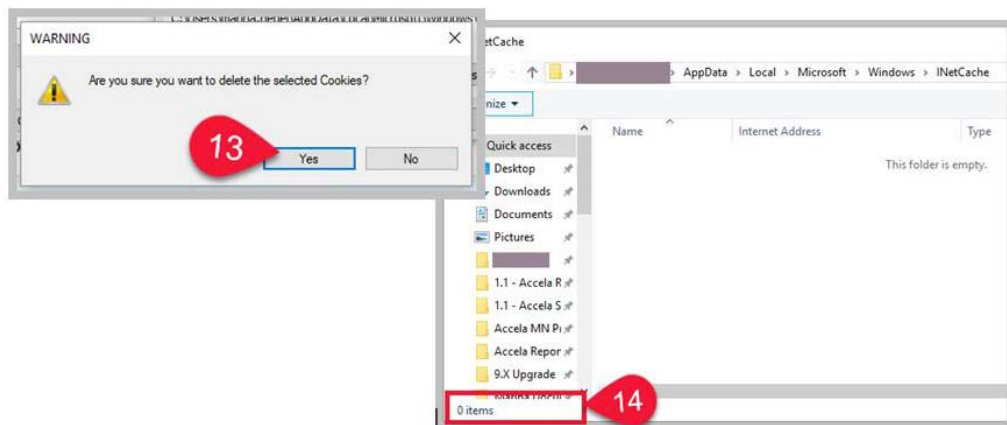 WARNING
Are you sure you want to delete the selected Cookies?
13
Yes
No
INetCache
AppData > Local > Microsoft > Windows > INetCache
Name
Internet Address
Type
Quick access
This folder is empty.
Desktop
Downloads
Documents
Pictures
1.1 - Accela R
1.1 - Accela S
Accela MN
Accela Repor
9.X Upgrade
0 items
14